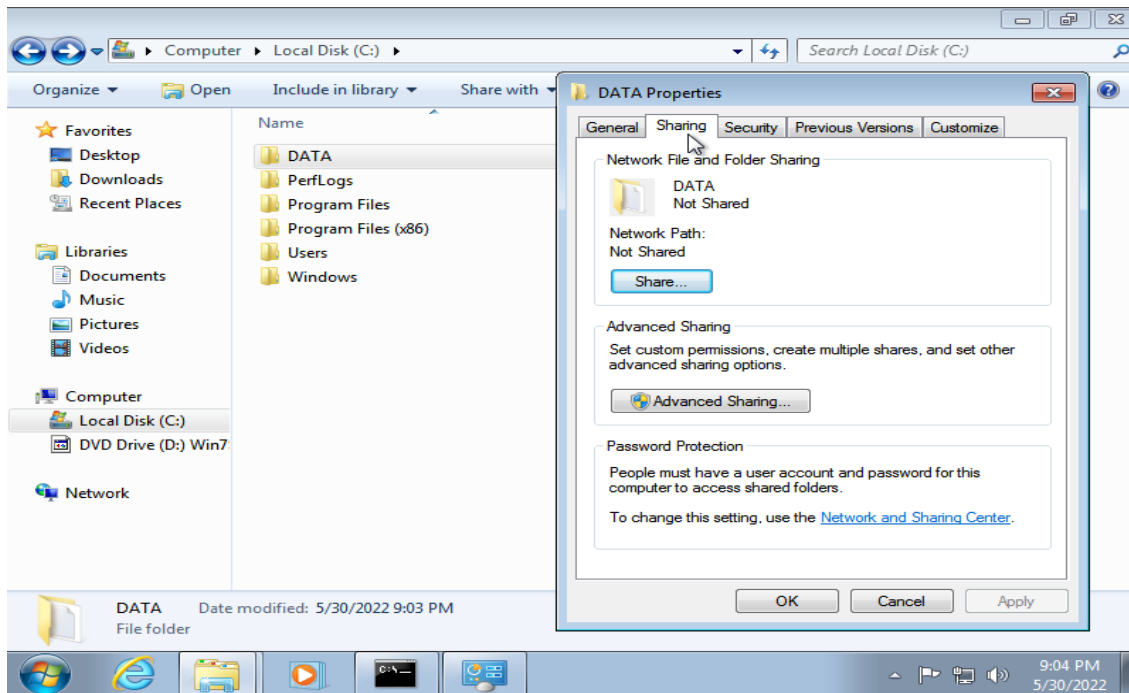 Computer ▸ Local Disk (C:) ▸
Search Local Disk (C:)
Organize
Open
Include in library
Share with
Favorites
Desktop
Downloads
Recent Places
Libraries
Documents
Music
Pictures
Videos
Computer
Local Disk (C:)
DVD Drive (D:) Win7
Network
Name
DATA
PerfLogs
Program Files
Program Files (x86)
Users
Windows
DATA Properties
General Sharing Security Previous Versions Customize
Network File and Folder Sharing
DATA
Not Shared
Network Path:
Not Shared
Share...
Advanced Sharing
Set custom permissions, create multiple shares, and set other
advanced sharing options.
Advanced Sharing...
Password Protection
People must have a user account and password for this
computer to access shared folders.
To change this setting, use the Network and Sharing Center.
OK Cancel Apply
DATA Date modified: 5/30/2022 9:03 PM
File folder
C:\
9:04 PM
5/30/2022